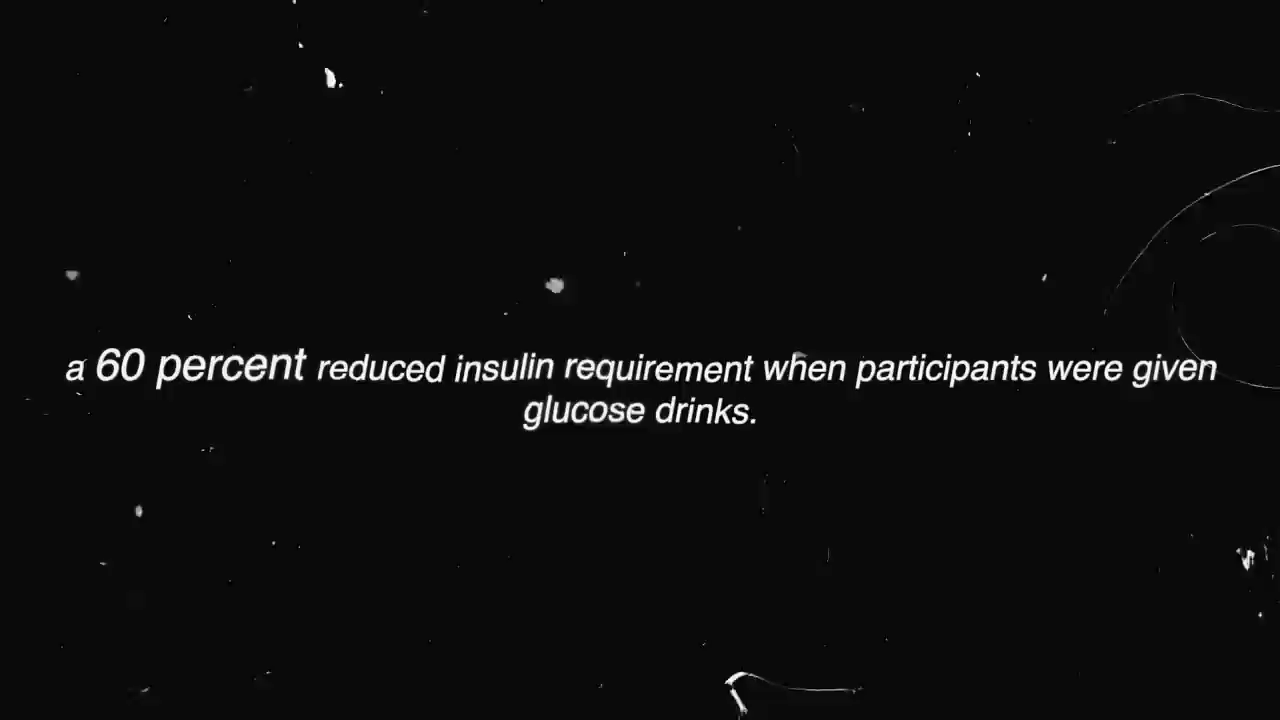 a 60 percent reduced insulin requirement when participants were given
glucose drinks.